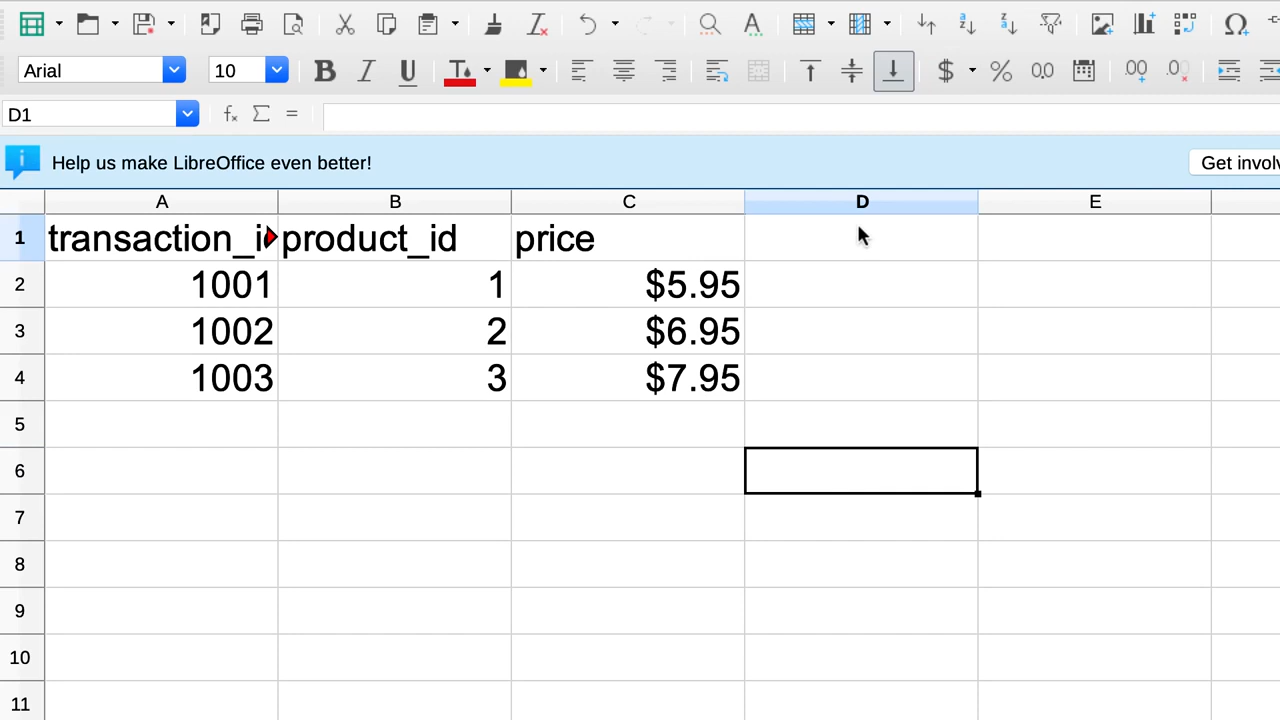 Arial 10
D1
Help us make LibreOffice even better! Get invol
A B C D E
1 transaction_i product_id price
2 1001 1 $5.95
3 1002 2 $6.95
4 1003 3 $7.95
5
6
7
8
9
10
11